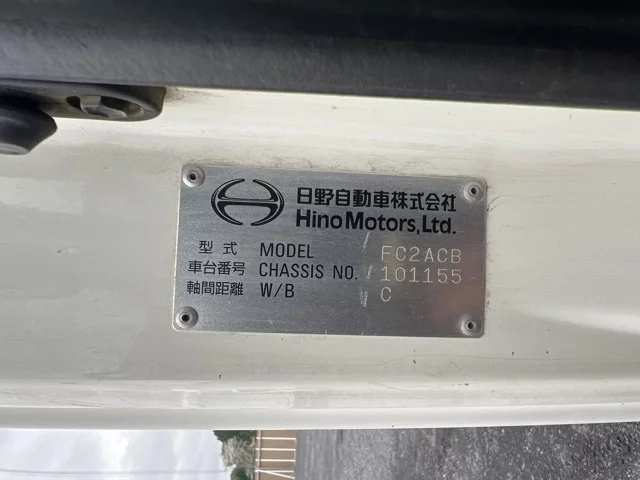 日野自動車株式会社
Hino Motors, Ltd.
型式 MODEL FC2ACB
車台番号 CHASSIS NO. 101155
軸間距離 W/B C